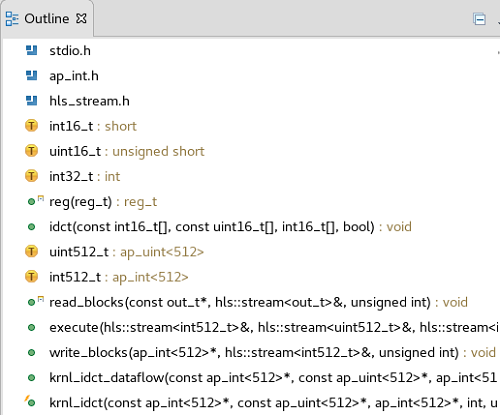 Outline
stdio.h
ap_int.h
hls_stream.h
int16_t : short
uint16_t : unsigned short
int32_t : int
reg(reg_t) : reg_t
idct(const int16_t[], const uint16_t[], int16_t[], bool) : void
uint512_t : ap_uint<512>
int512_t : ap_int<512>
read_blocks(const out_t*, hls::stream<out_t>&, unsigned int) : void
execute(hls::stream<int512_t>&, hls::stream<uint512_t>&, hls::stream<i
write_blocks(ap_int<512>*, hls::stream<int512_t>&, unsigned int) : void
krnl_idct_dataflow(const ap_int<512>*, const ap_uint<512>*, ap_int<51
krnl_idct(const ap_int<512>*, const ap_uint<512>*, ap_int<512>*, int, u